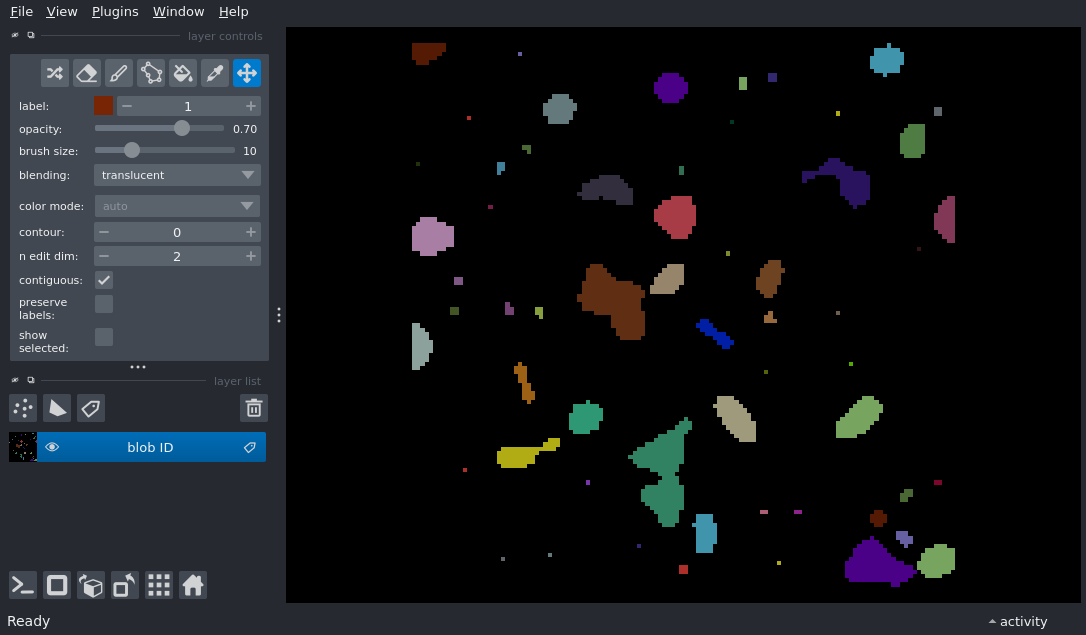 File View Plugins Window Help
layer controls
label: 1
opacity: 0.70
brush size: 10
blending: translucent
color mode: auto
contour: 0
n edit dim: 2
contiguous:
preserve
labels:
show
selected:
layer list
blob ID
Ready activity